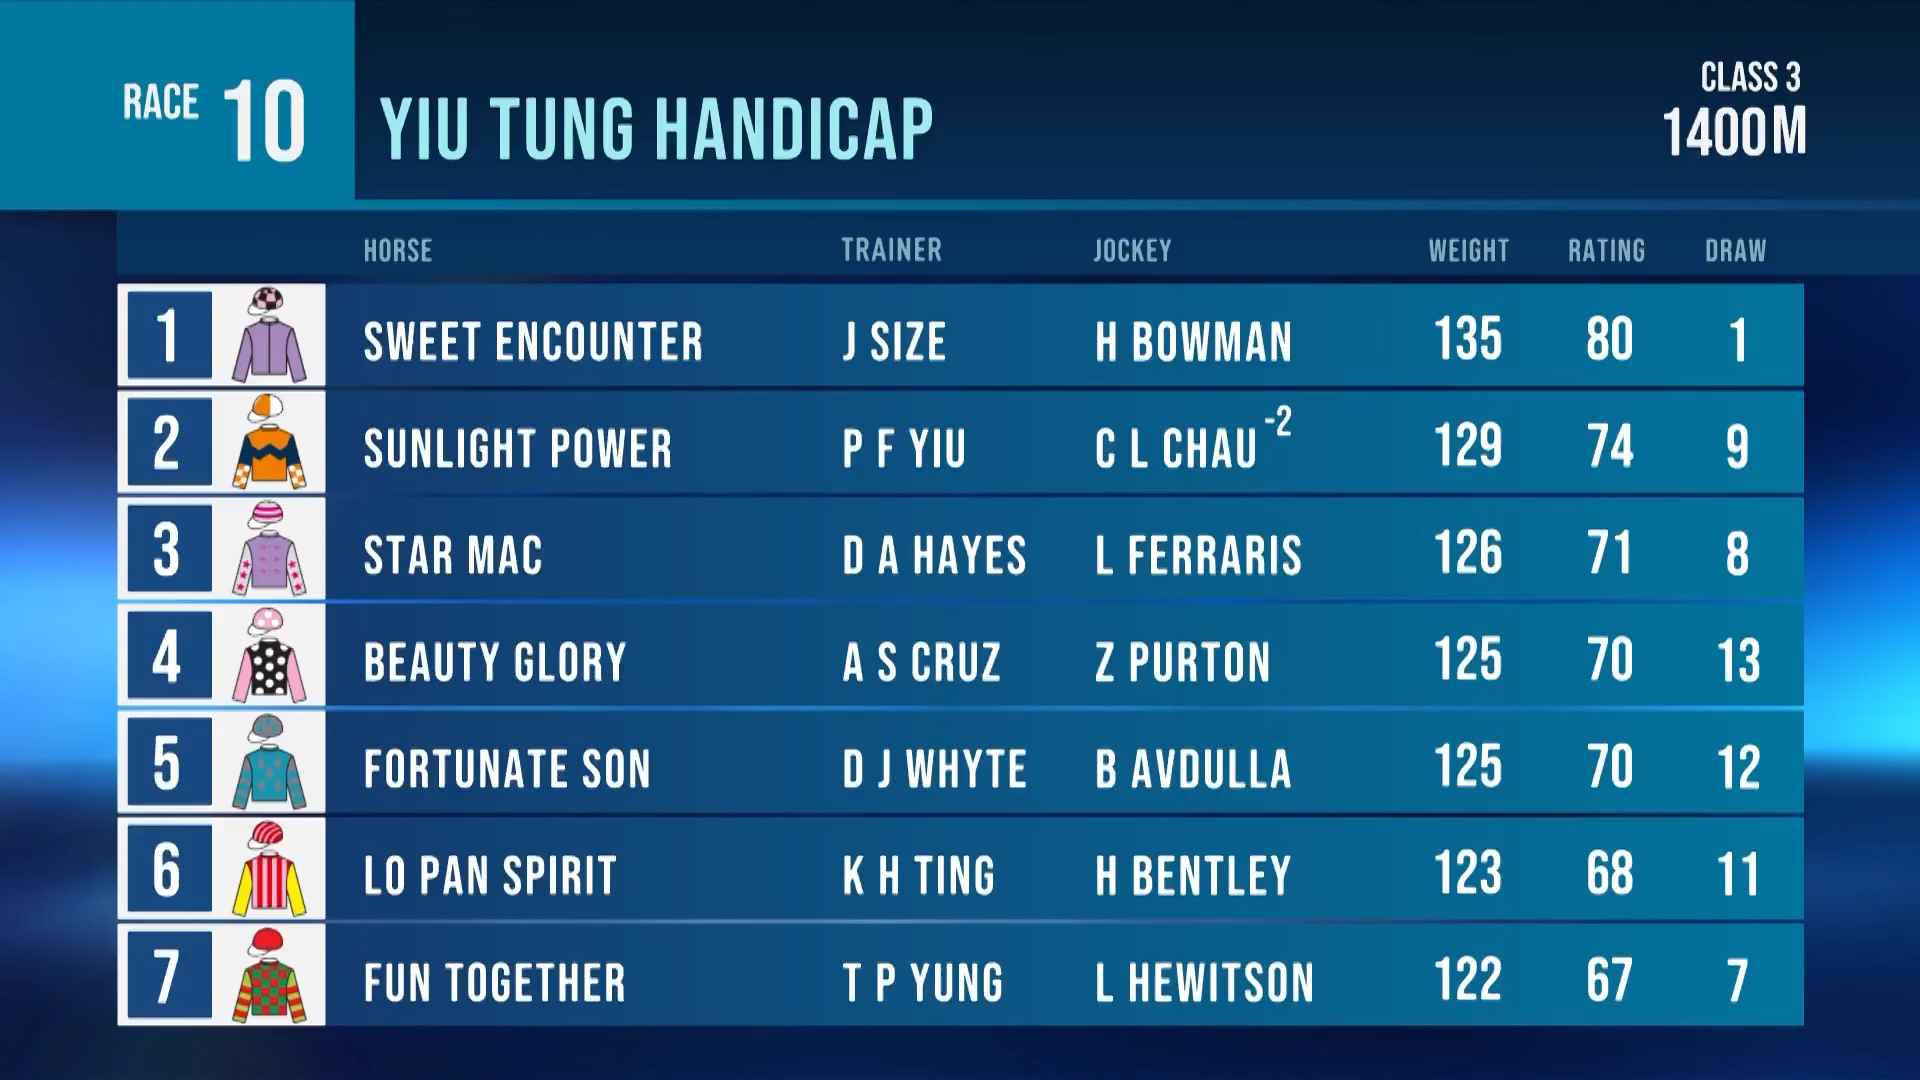 RACE 10
YIU TUNG HANDICAP
CLASS 3
1400M
HORSE TRAINER JOCKEY WEIGHT RATING DRAW
1 SWEET ENCOUNTER J SIZE H BOWMAN 135 80 1
2 SUNLIGHT POWER P F YIU C L CHAU -2 129 74 9
3 STAR MAC D A HAYES L FERRARIS 126 71 8
4 BEAUTY GLORY A S CRUZ Z PURTON 125 70 13
5 FORTUNATE SON D J WHYTE B AVDULLA 125 70 12
6 LO PAN SPIRIT K H TING H BENTLEY 123 68 11
7 FUN TOGETHER T P YUNG L HEWITSON 122 67 7